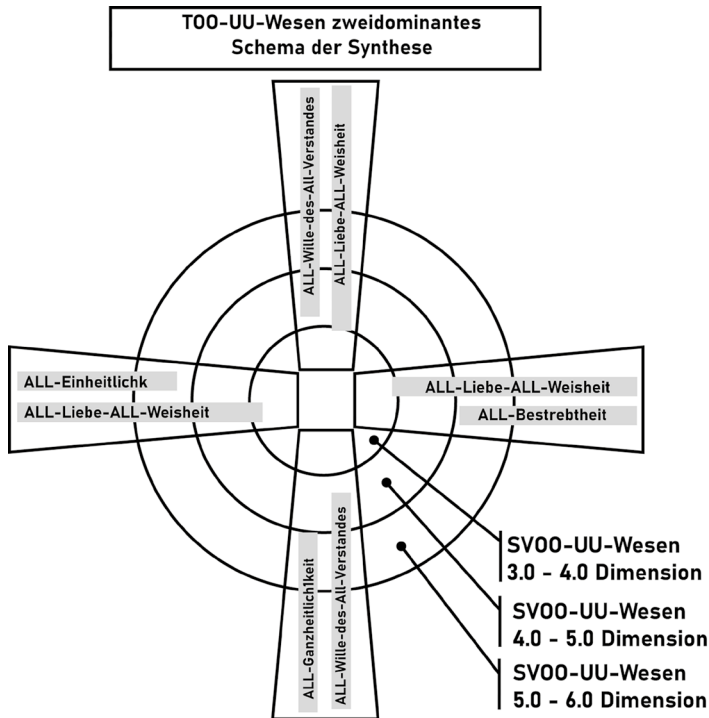 TOO-UU-Wesen zweidominantes
Schema der Synthese
ALL-Wille-des-All-Verstandes
ALL-Liebe-ALL-Weisheit
ALL-Einheitlichk
ALL-Liebe-ALL-Weisheit
ALL-Liebe-ALL-Weisheit
ALL-Bestrebtheit
ALL-Ganzheitlich1keit
ALL-Wille-des-All-Verstandes
SVOO-UU-Wesen
3.0 - 4.0 Dimension
SVOO-UU-Wesen
4.0 - 5.0 Dimension
SVOO-UU-Wesen
5.0 - 6.0 Dimension